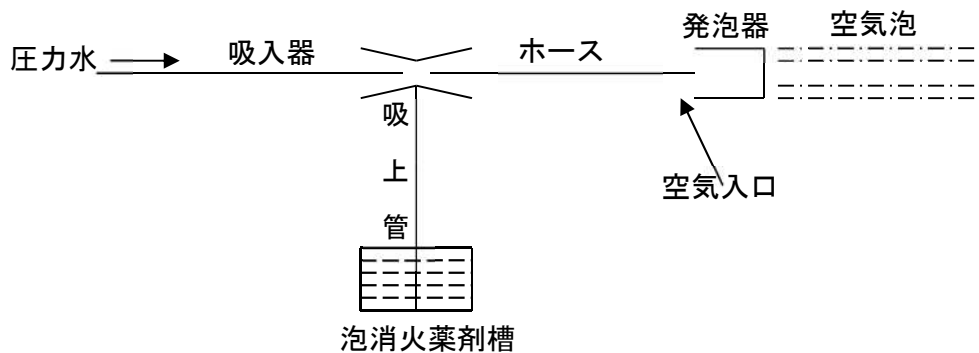 圧力水
吸入器
ホース
発泡器
空気泡
吸上管
空気入口
泡消火薬剤槽